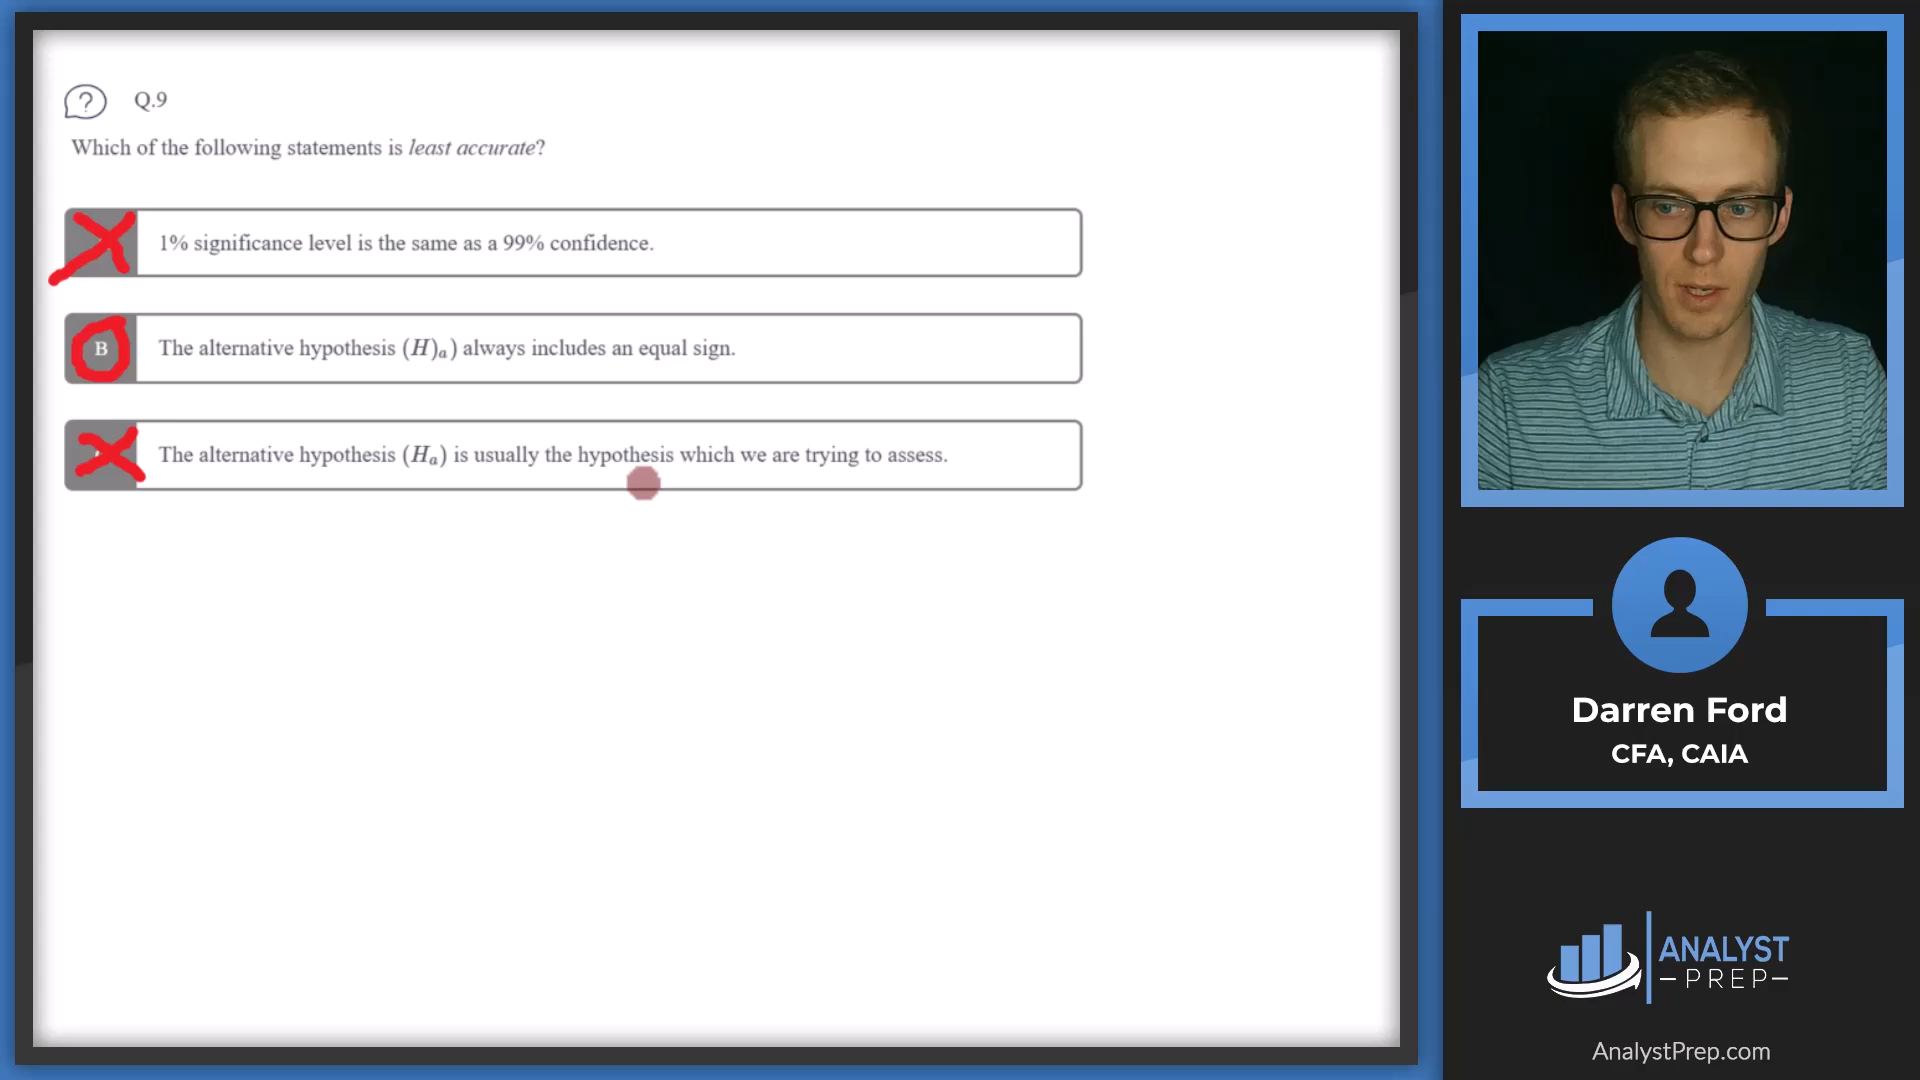 ? Q.9
Which of the following statements is least accurate?
1% significance level is the same as a 99% confidence.
B The alternative hypothesis (H)ₐ) always includes an equal sign.
The alternative hypothesis (Hₐ) is usually the hypothesis which we are trying to assess.
Darren Ford
CFA, CAIA
ANALYST
PREP
AnalystPrep.com